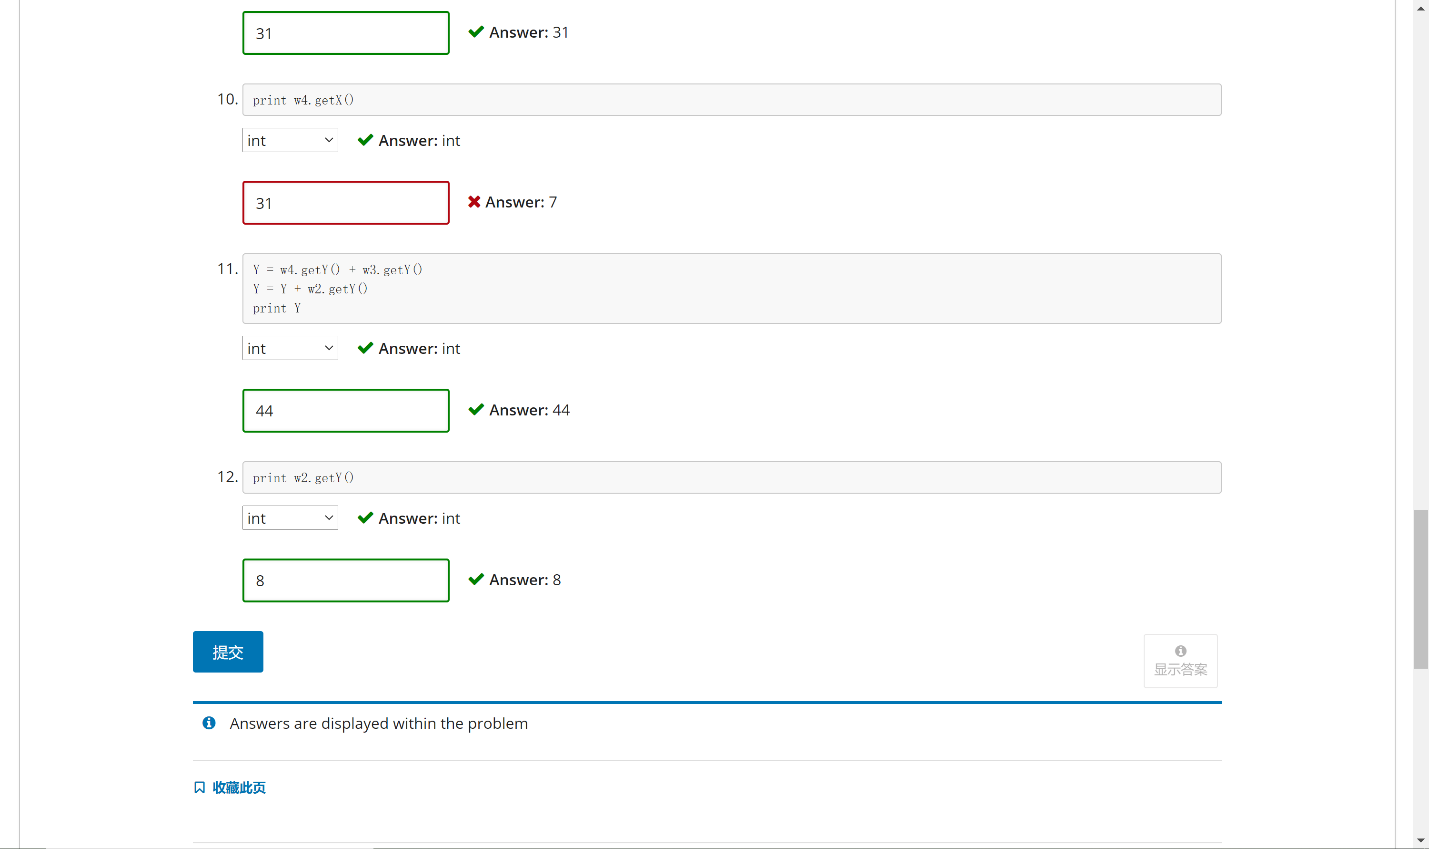 31
Answer: 31
10.
print w4.getX()
int
Answer: int
31
Answer: 7
11.
Y = w4.getY() + w3.getY()
Y = Y + w2.getY()
print Y
int
Answer: int
44
Answer: 44
12.
print w2.getY()
int
Answer: int
8
Answer: 8
提交
显示答案
Answers are displayed within the problem
收藏此页